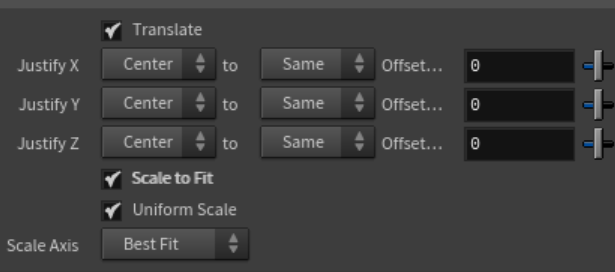 Translate
Justify X Center to Same Offset... 0
Justify Y Center to Same Offset... 0
Justify Z Center to Same Offset... 0
Scale to Fit
Uniform Scale
Scale Axis Best Fit